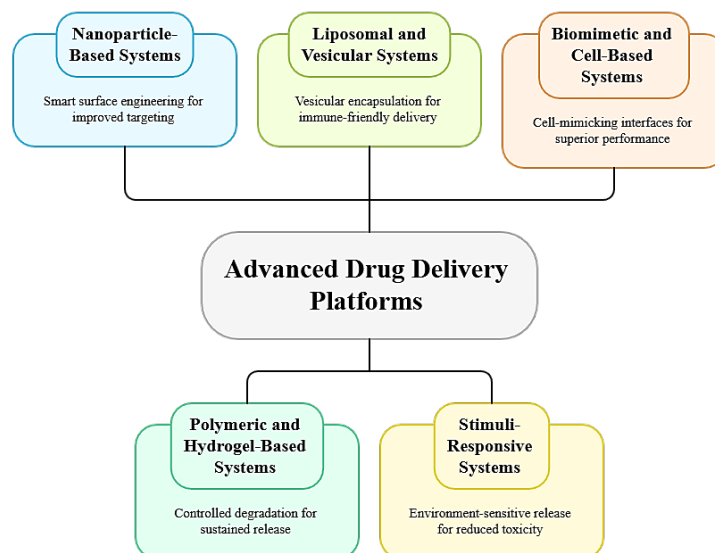 Nanoparticle-
Based Systems
Smart surface engineering for
improved targeting
Liposomal and
Vesicular Systems
Vesicular encapsulation for
immune-friendly delivery
Biomimetic and
Cell-Based
Systems
Cell-mimicking interfaces for
superior performance
Advanced Drug Delivery
Platforms
Polymeric and
Hydrogel-Based
Systems
Controlled degradation for
sustained release
Stimuli-
Responsive
Systems
Environment-sensitive release
for reduced toxicity